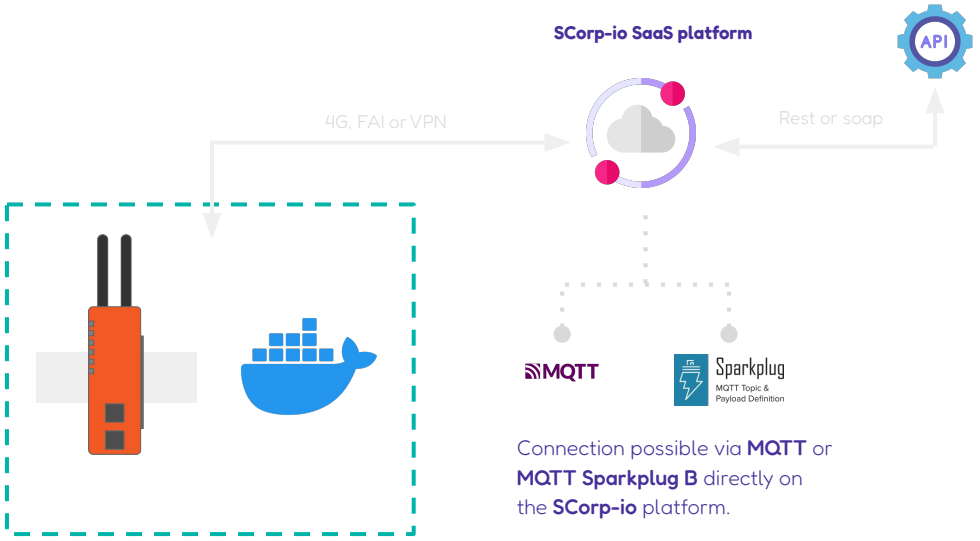 SCorp-io SaaS platform
API
4G, FAI or VPN
Rest or soap
MQTT
Sparkplug
MQTT Topic &
Payload Definition
Connection possible via MQTT or
MQTT Sparkplug B directly on
the SCorp-io platform.